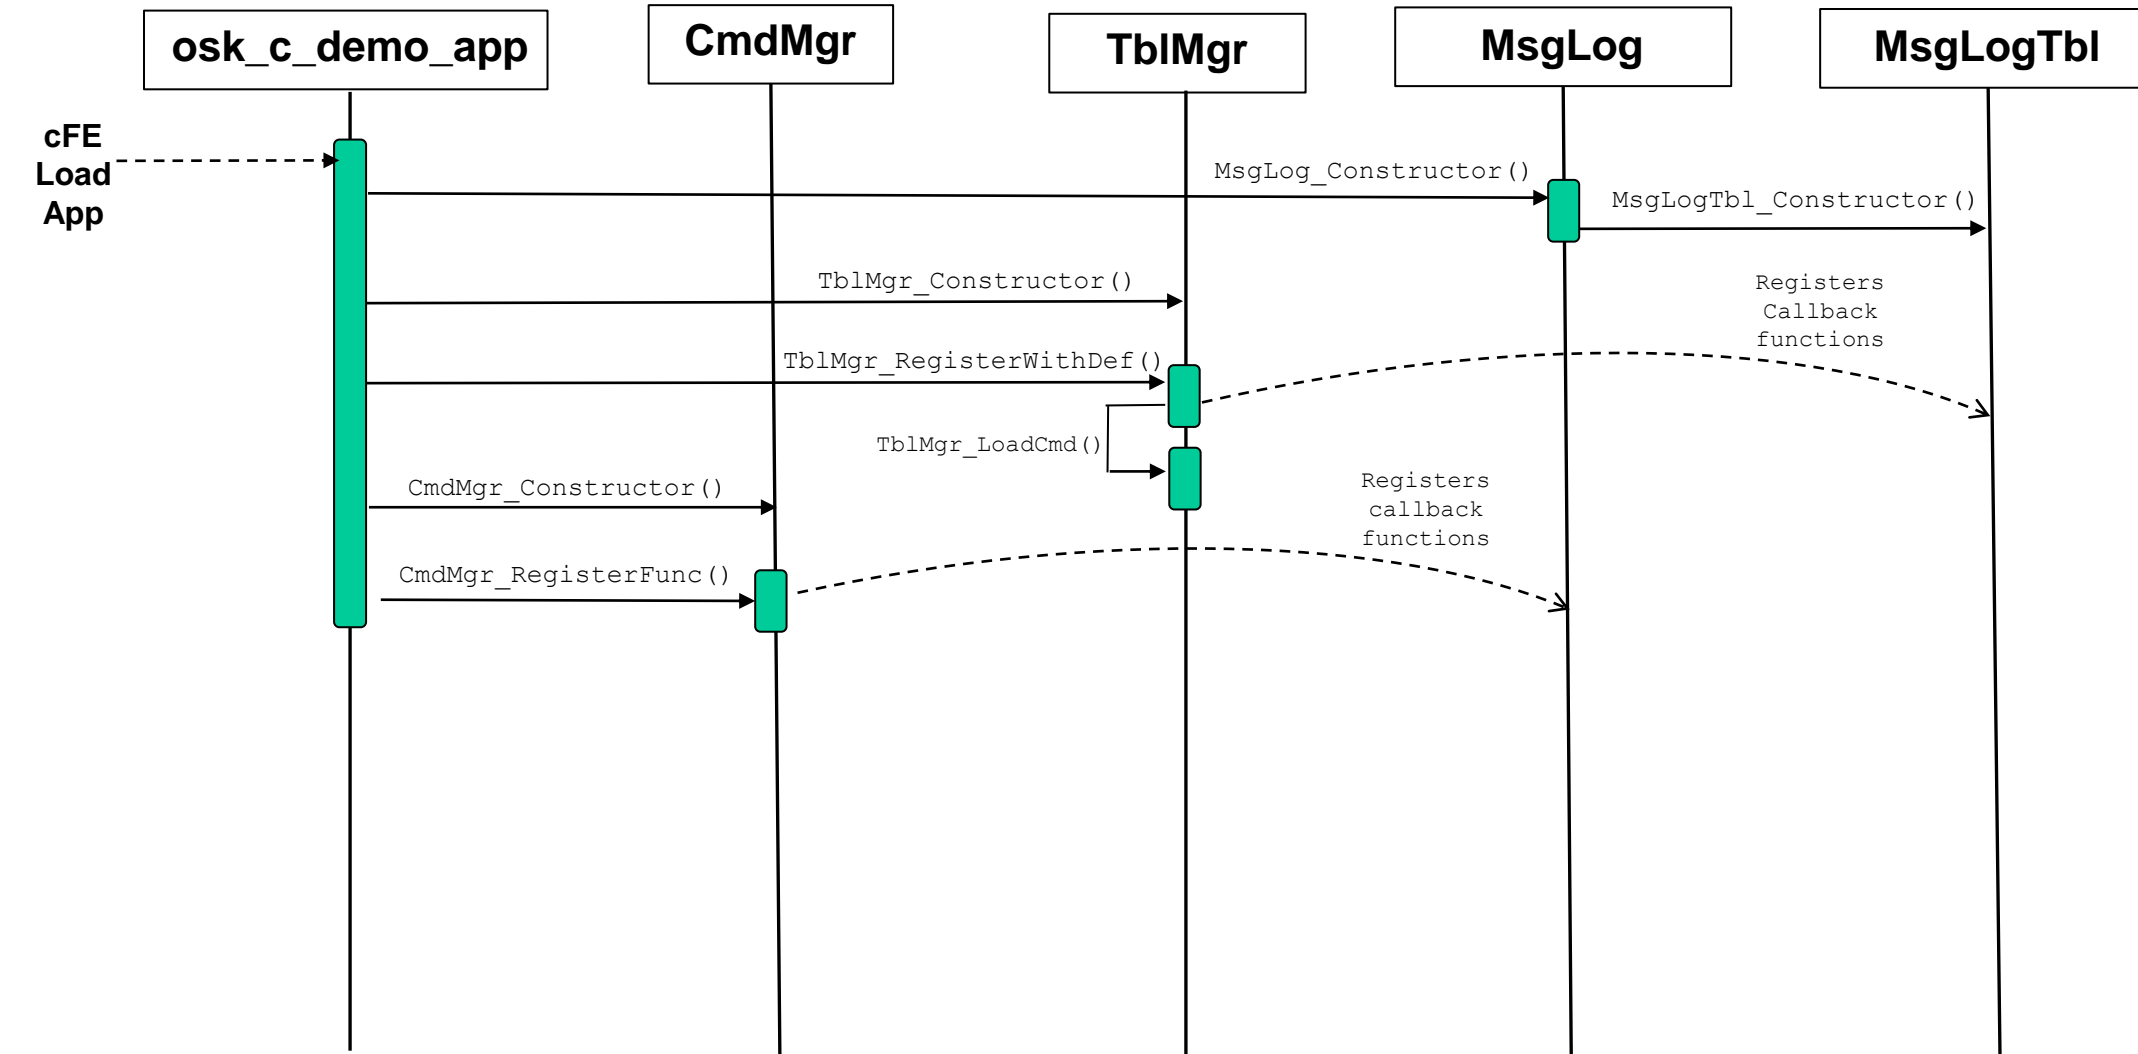 osk_c_demo_app
CmdMgr
TblMgr
MsgLog
MsgLogTbl
cFE
Load
App
MsgLog_Constructor()
MsgLogTbl_Constructor()
TblMgr_Constructor()
Registers
Callback
functions
TblMgr_RegisterWithDef()
TblMgr_LoadCmd()
CmdMgr_Constructor()
Registers
callback
functions
CmdMgr_RegisterFunc()